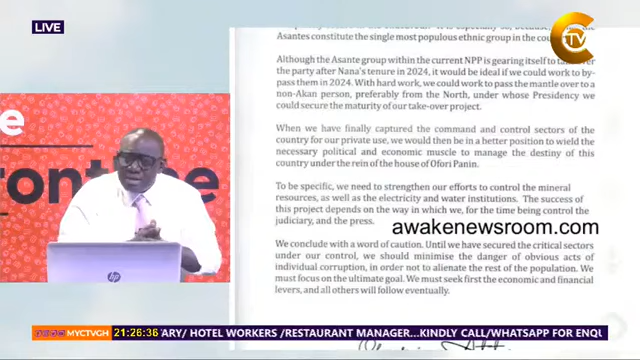 LIVE
C
TV
Asantes constitute the single most populous ethnic group in the cou
Although the Asante group within the current NPP is gearing itself to take over
the party after Nana's tenure in 2024, it would be ideal if we could work to by-
pass them in 2024. With hard work, we could work to pass the mantle over to a
non-Akan person, preferably from the North, under whose Presidency we
could secure the maturity of our take-over project.
When we have finally captured the command and control sectors of the
country for our private use, we would then be in a better position to wield the
necessary political and economic muscle to manage the destiny of this
country under the rein of the house of Ofori Panin.
To be specific, we need to strengthen our efforts to control the mineral
resources, as well as the electricity and water institutions. The success of
this project depends on the way in which we, for the time being control the
judiciary, and the press.
awakenewsroom.com
We conclude with a word of caution. Until we have secured the critical sectors
under our control, we should minimise the danger of obvious acts of
individual corruption, in order not to alienate the rest of the population. We
must focus on the ultimate goal. We must seek first the economic and financial
levers, and all others will follow eventually.
e
ront
ne
hp
MYCTVGH 21:26:36 ARY/ HOTEL WORKERS /RESTAURANT MANAGER...KINDLY CALL/WHATSAPP FOR ENQU